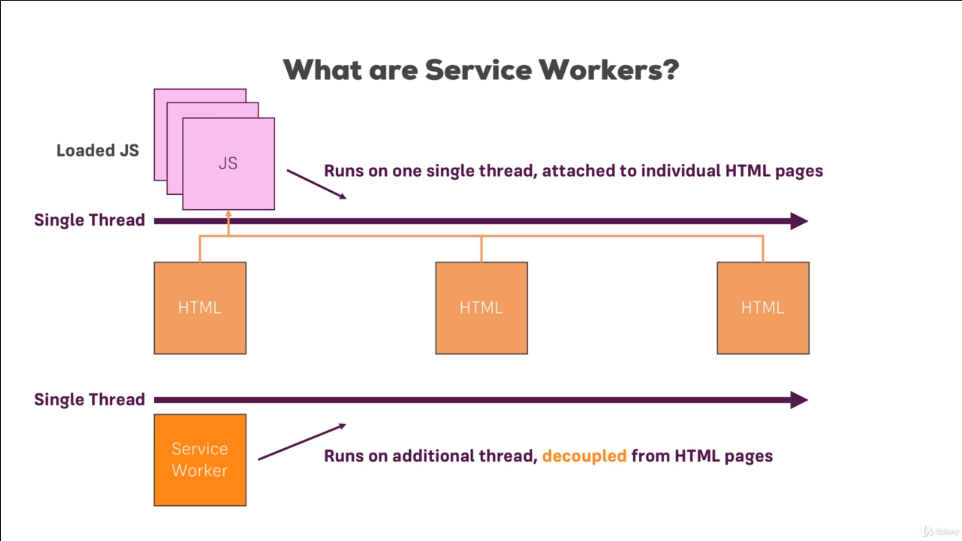 What are Service Workers?
Loaded JS
JS
Runs on one single thread, attached to individual HTML pages
Single Thread
HTML
HTML
HTML
Single Thread
Service
Worker
Runs on additional thread, decoupled from HTML pages
Udemy